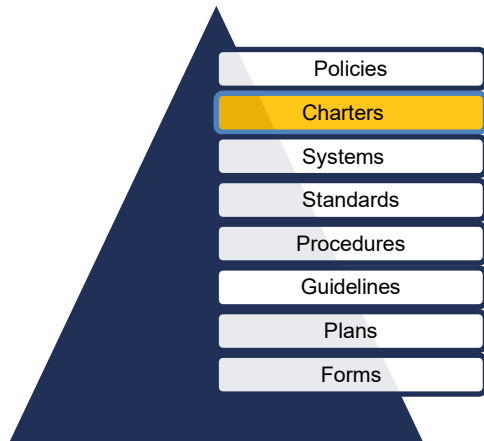 Policies
Charters
Systems
Standards
Procedures
Guidelines
Plans
Forms